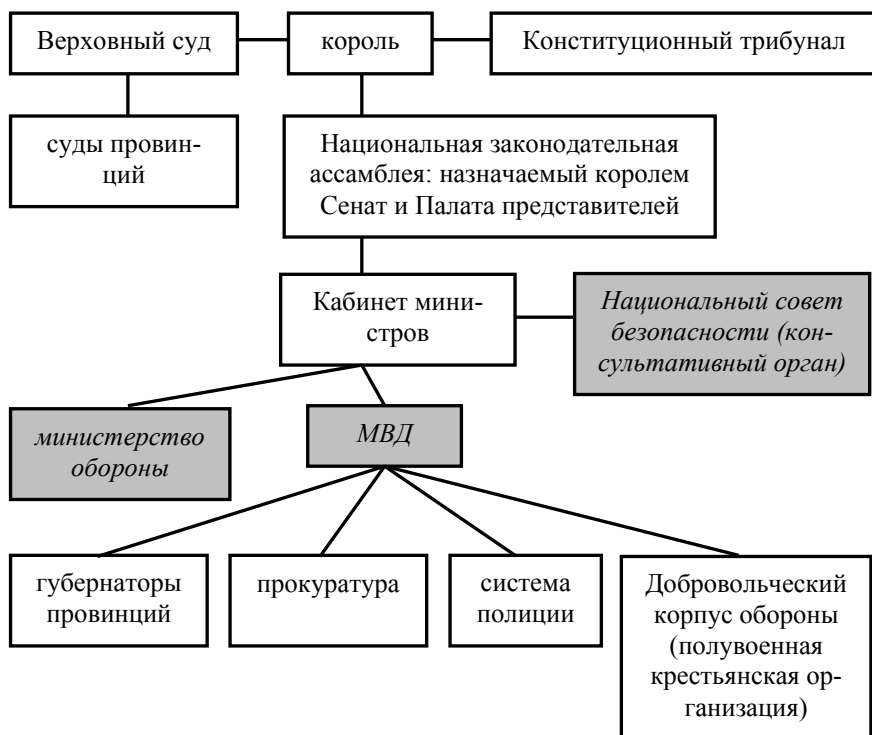 Верховный суд
король
Конституционный трибунал
суды провин-
ций
Национальная законодательная
ассамблея: назначаемый королем
Сенат и Палата представителей
Кабинет мини-
стров
Национальный совет
безопасности (кон-
сультативный орган)
министерство
обороны
МВД
губернаторы
провинций
прокуратура
система
полиции
Добровольческий
корпус обороны
(полувоенная
крестьянская ор-
ганизация)